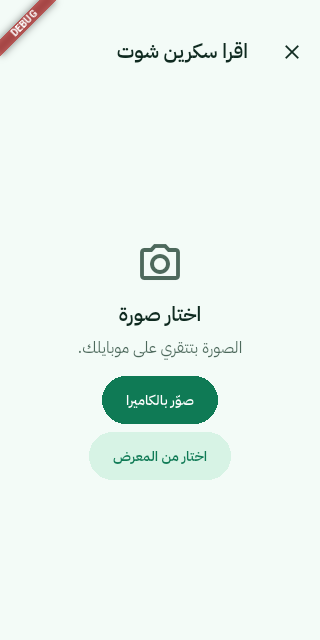 DEBUG
اقرا سكرين شوت
اختار صورة
الصورة بتتقري على موبايلك.
صوّر بالكاميرا
اختار من المعرض